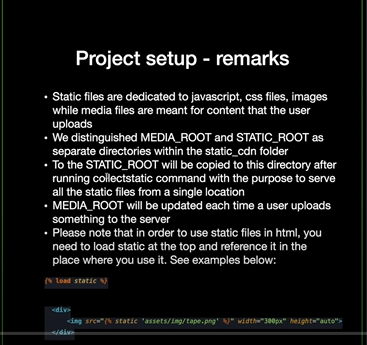 Project setup - remarks
• Static files are dedicated to javascript, css files, images
while media files are meant for content that the user
uploads
• We distinguished MEDIA_ROOT and STATIC_ROOT as
separate directories within the static_cdn folder
• To the STATIC_ROOT will be copied to this directory after
running collectstatic command with the purpose to serve
all the static files from a single location
• MEDIA_ROOT will be updated each time a user uploads
something to the server
• Please note that in order to use static files in html, you
need to load static at the top and reference it in the
place where you use it. See examples below:
{% load static %}
<div>
<img src="{% static 'assets/img/tape.png' %}" width="300px" height="auto">
</div>